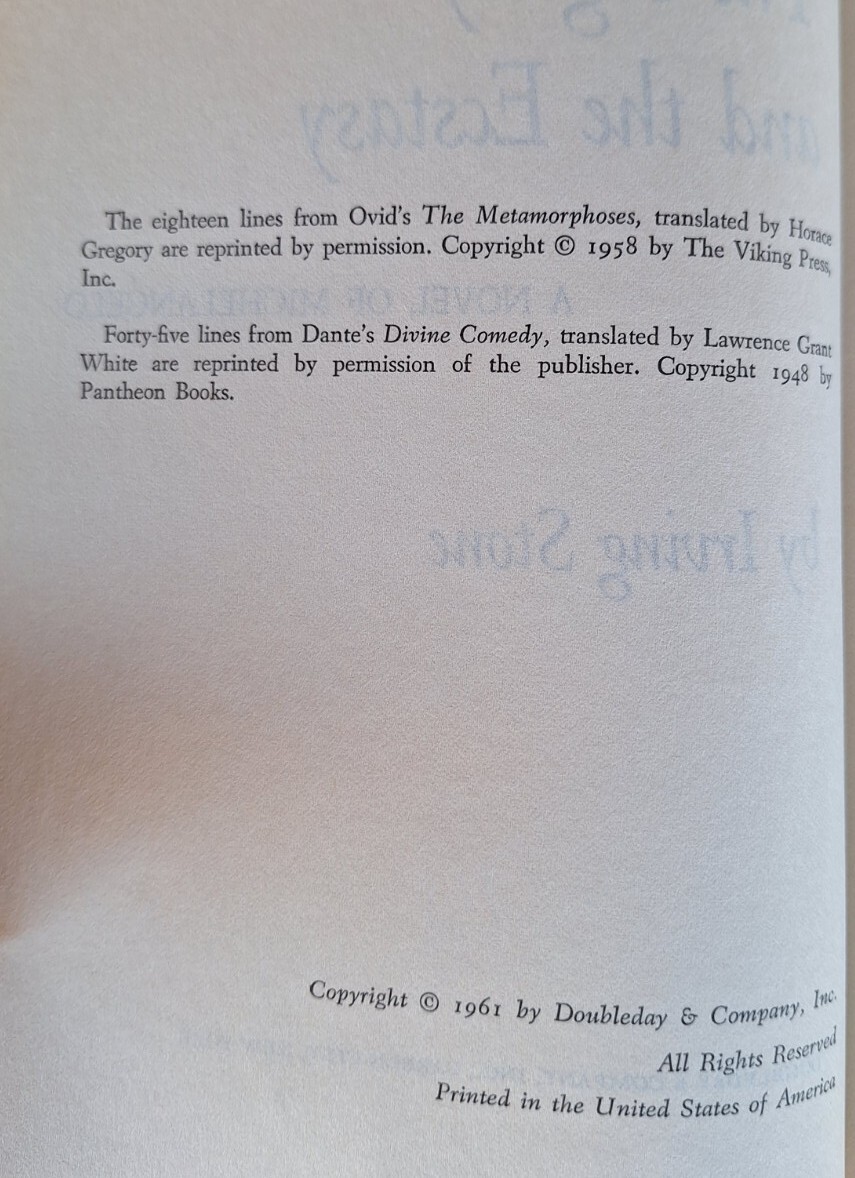 The eighteen lines from Ovid's The Metamorphoses, translated by Horace
Gregory are reprinted by permission. Copyright © 1958 by The Viking Press,
Inc.
Forty-five lines from Dante's Divine Comedy, translated by Lawrence Grant
White are reprinted by permission of the publisher. Copyright 1948 by
Pantheon Books.
Copyright © 1961 by Doubleday & Company, Inc.
All Rights Reserved
Printed in the United States of America